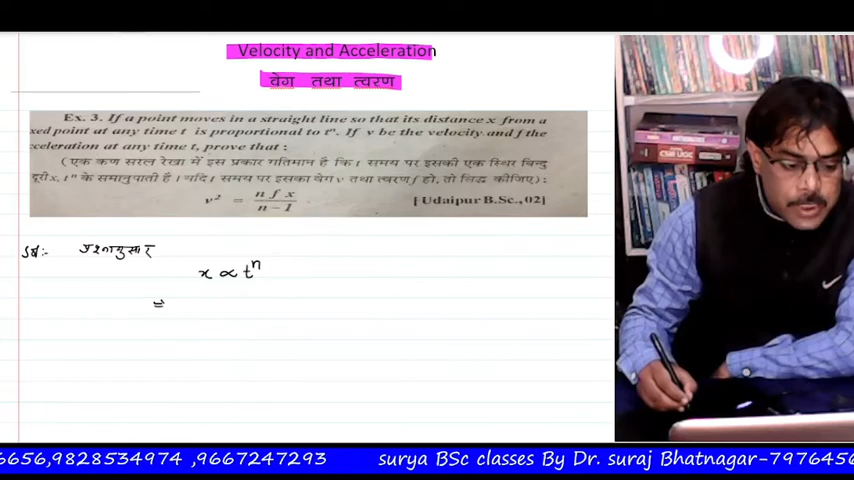 Velocity and Acceleration
वेग तथा त्वरण
Ex. 3. If a point moves in a straight line so that its distance x from a
xed point at any time t is proportional to tⁿ. If v be the velocity and f the
cceleration at any time t, prove that :
(एक कण सरल रेखा में इस प्रकार गतिमान है कि । समय पर इसकी एक स्थिर बिन्दु
दूरी x, tⁿ के समानुपाती है । यदि । समय पर इसका वेग v तथा त्वरण f हो, तो सिद्ध कीजिए) :
v² = n f x / n - 1
[Udaipur B.Sc., 02]
प्रश्नानुसार
x ∝ tⁿ
=
6656,9828534974 ,9667247293 surya BSc classes By Dr. suraj Bhatnagar-7976456